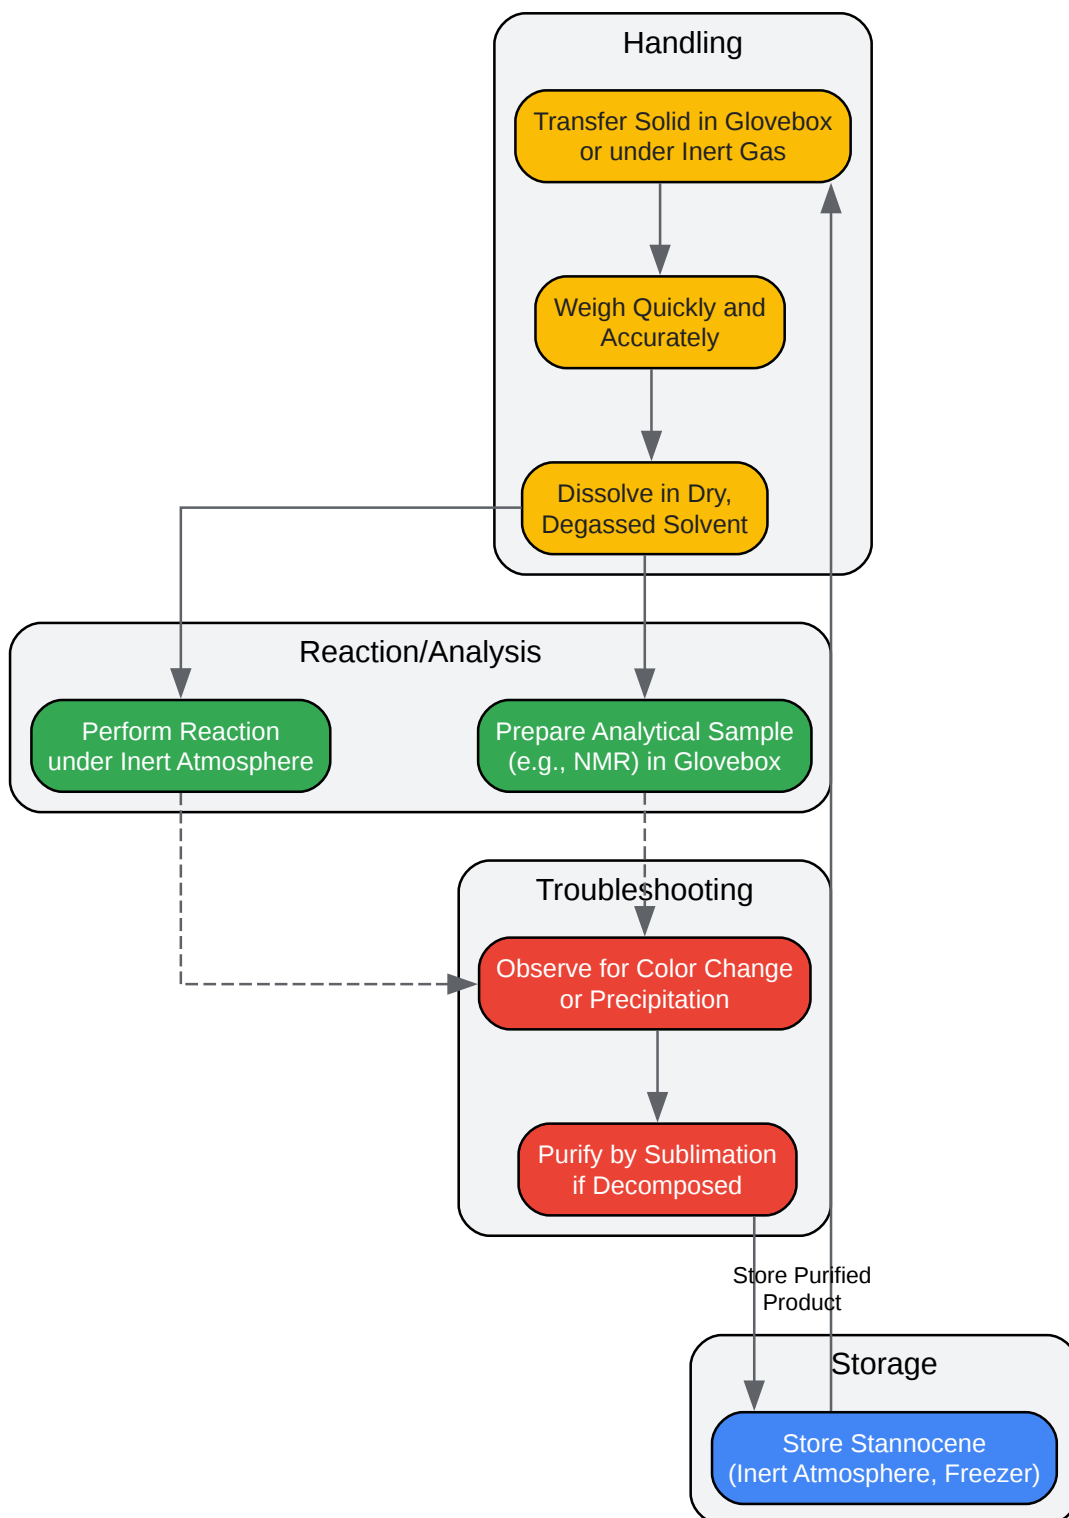 Handling
Transfer Solid in Glovebox
or under Inert Gas
Weigh Quickly and
Accurately
Dissolve in Dry,
Degassed Solvent
Reaction/Analysis
Perform Reaction
under Inert Atmosphere
Prepare Analytical Sample
(e.g., NMR) in Glovebox
Troubleshooting
Observe for Color Change
or Precipitation
Purify by Sublimation
if Decomposed
Store Purified
Product
Storage
Store Stannocene
(Inert Atmosphere, Freezer)